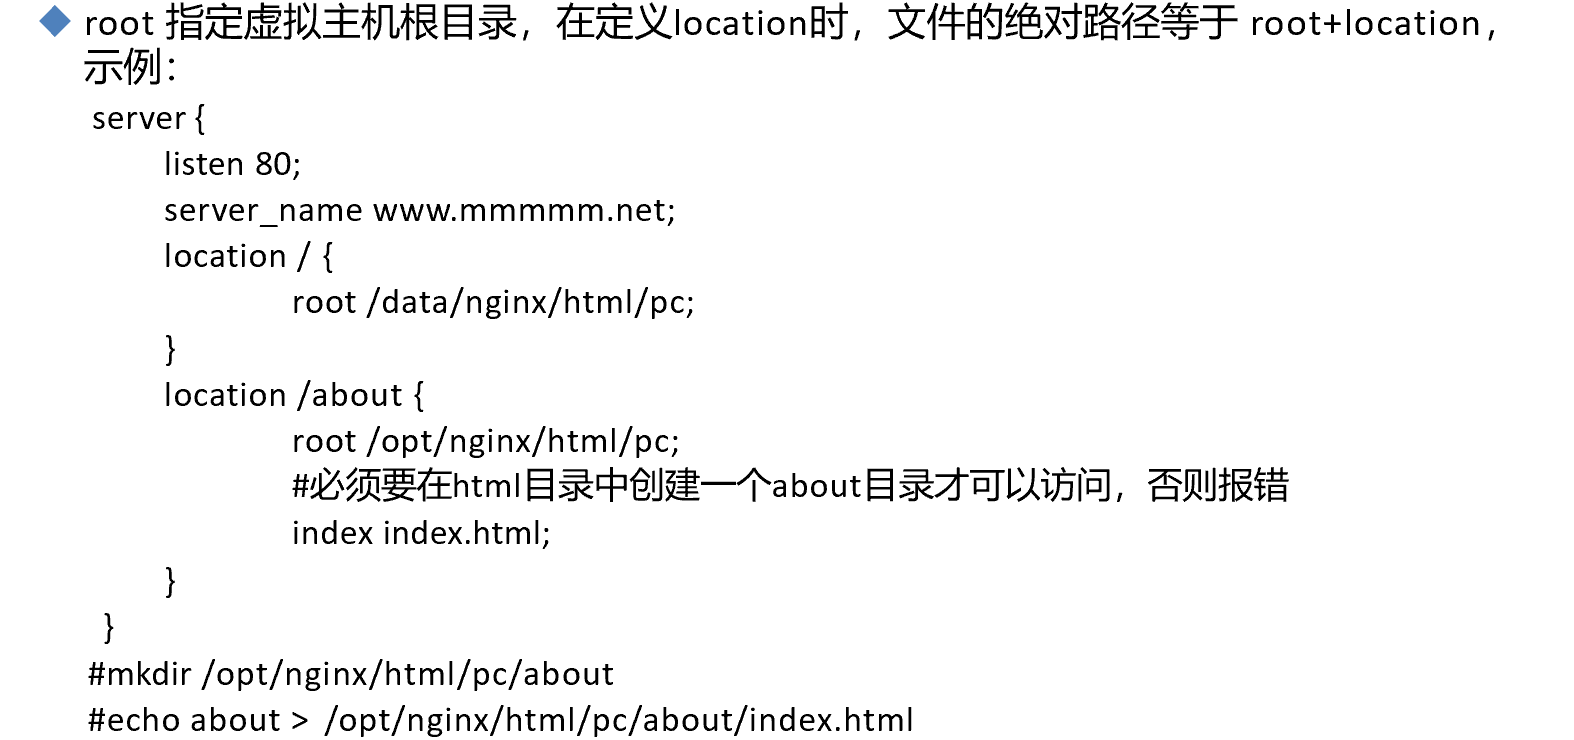 root 指定虚拟主机根目录，在定义location时，文件的绝对路径等于 root+location，
示例：
server {
listen 80;
server_name www.mmmmm.net;
location / {
root /data/nginx/html/pc;
}
location /about {
root /opt/nginx/html/pc;
#必须要在html目录中创建一个about目录才可以访问，否则报错
index index.html;
}
}
#mkdir /opt/nginx/html/pc/about
#echo about > /opt/nginx/html/pc/about/index.html